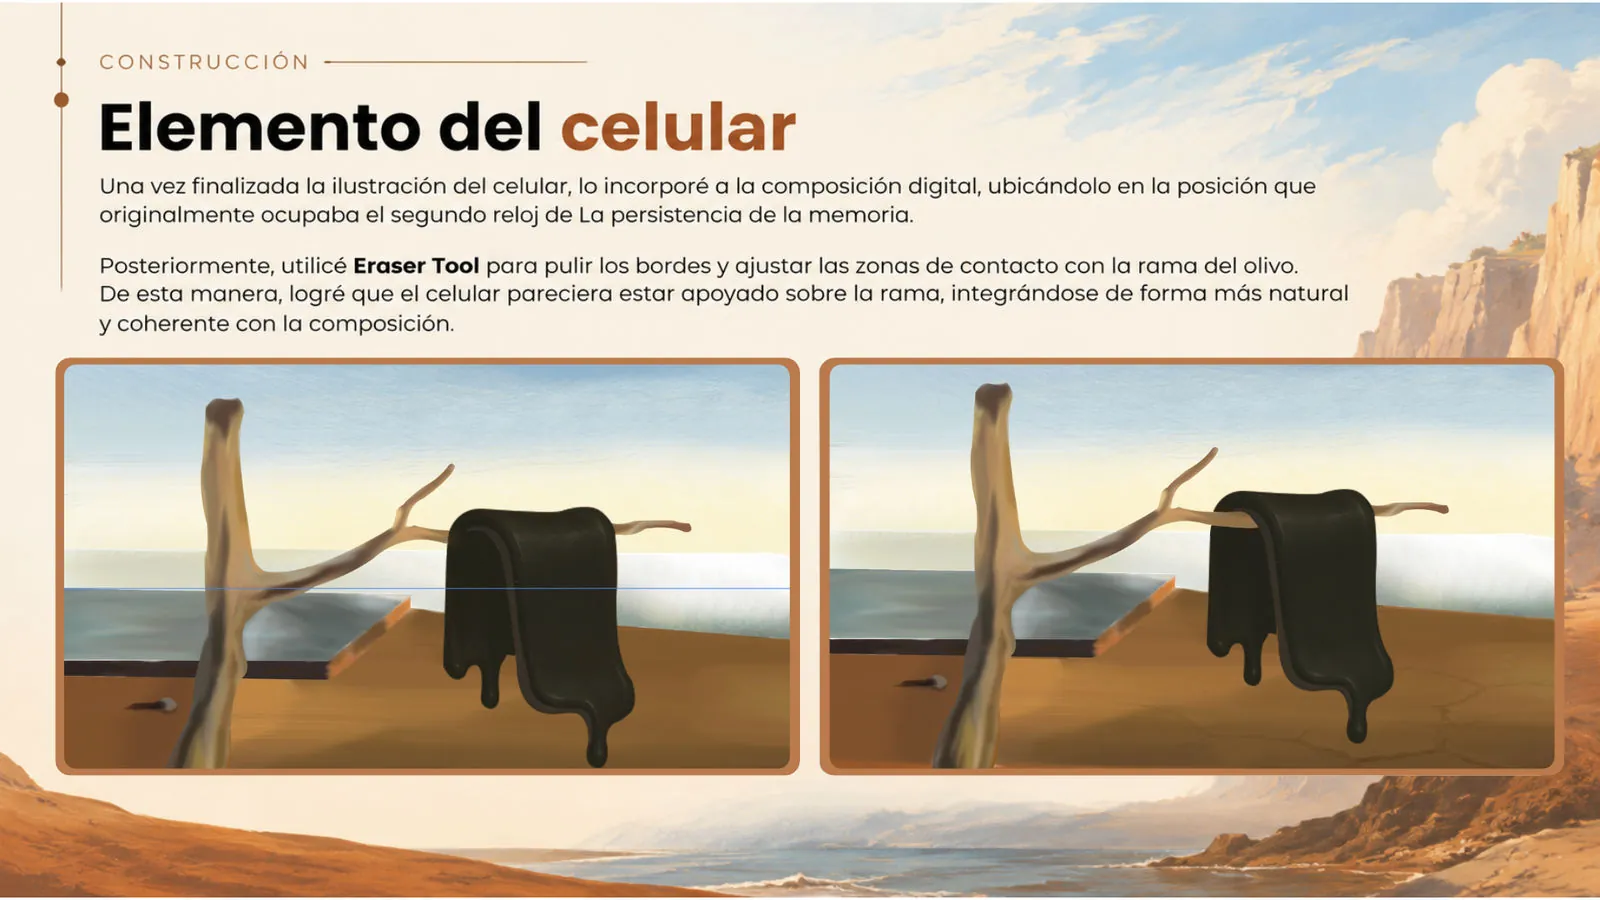 CONSTRUCCIÓN
Elemento del celular
Una vez finalizada la ilustración del celular, lo incorporé a la composición digital, ubicándolo en la posición que
originalmente ocupaba el segundo reloj de La persistencia de la memoria.
Posteriormente, utilicé Eraser Tool para pulir los bordes y ajustar las zonas de contacto con la rama del olivo.
De esta manera, logré que el celular pareciera estar apoyado sobre la rama, integrándose de forma más natural
y coherente con la composición.